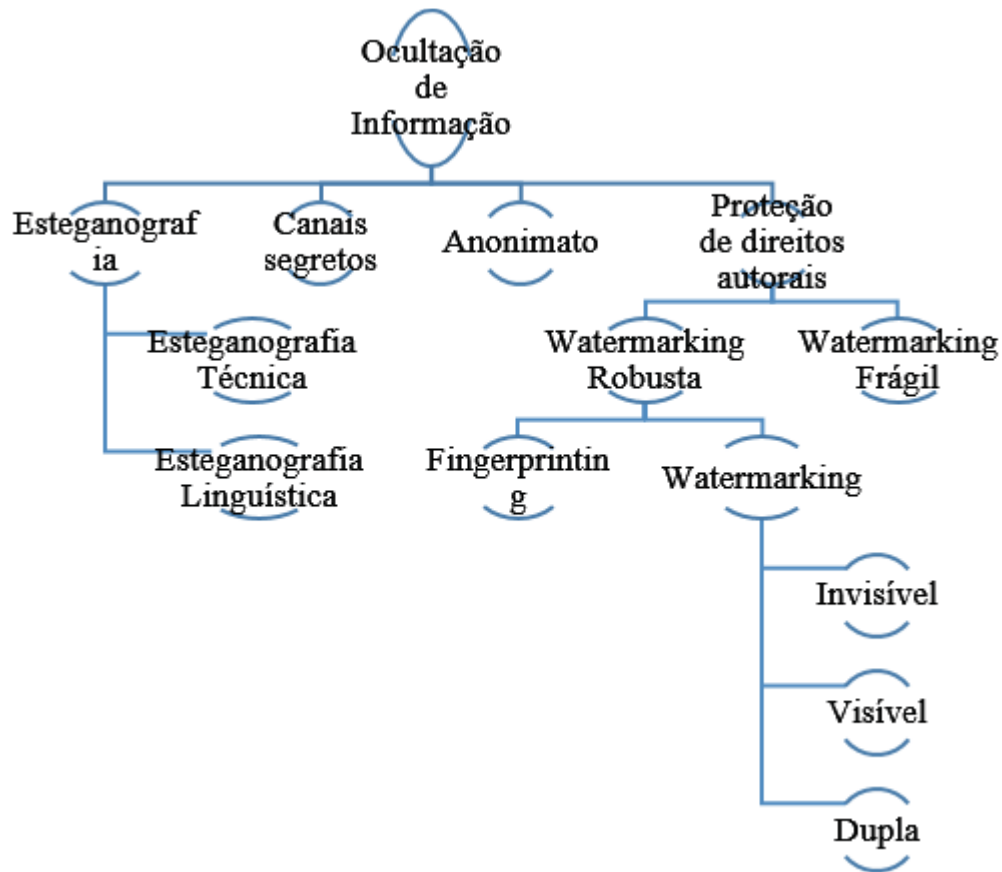 Ocultação
de
Informação
Esteganograf
ia
Canais
segretos
Anonimato
Proteção
de direitos
autorais
Esteganografia
Técnica
Esteganografia
Linguística
Watermarking
Robusta
Watermarking
Frágil
Fingerprintin
g
Watermarking
Invisível
Visível
Dupla